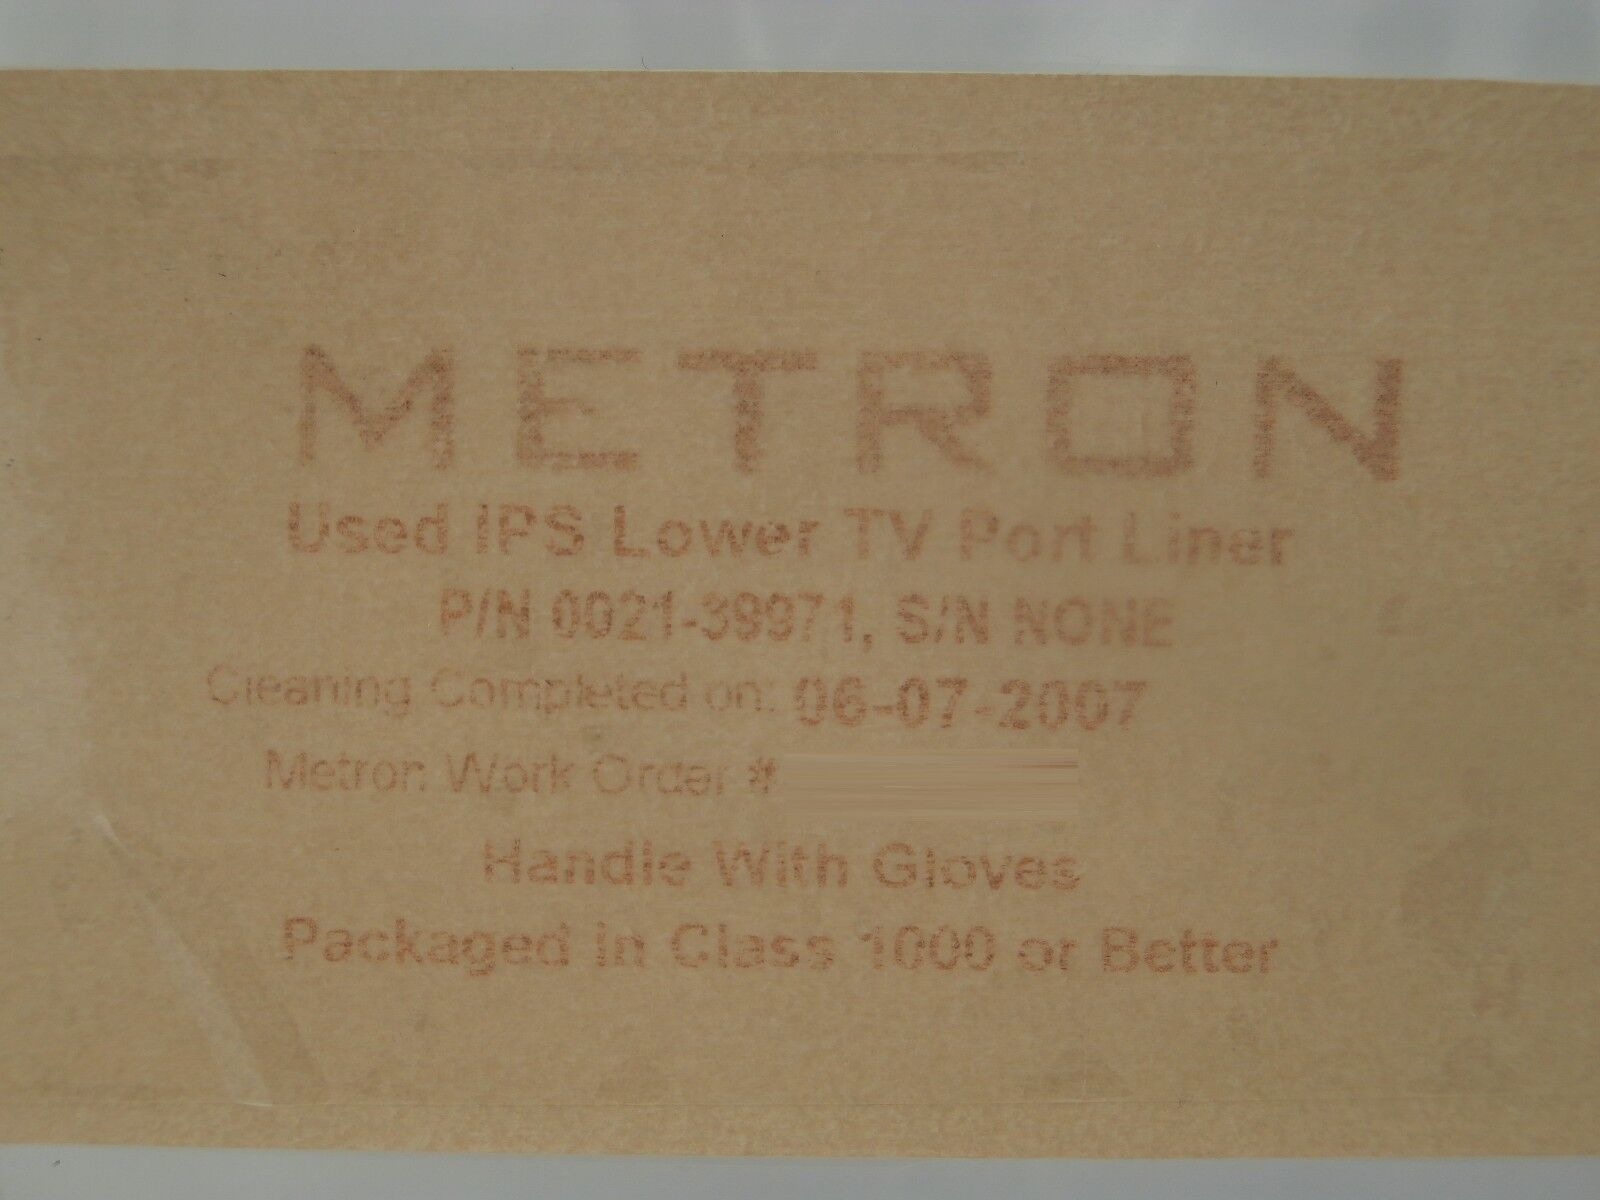 METRON
Used IPS Lower TV Port Liner
P/N 0021-39971, S/N NONE
Cleaning Completed on: 06-07-2007
Metron Work Order #
Handle With Gloves
Packaged in Class 1000 or Better